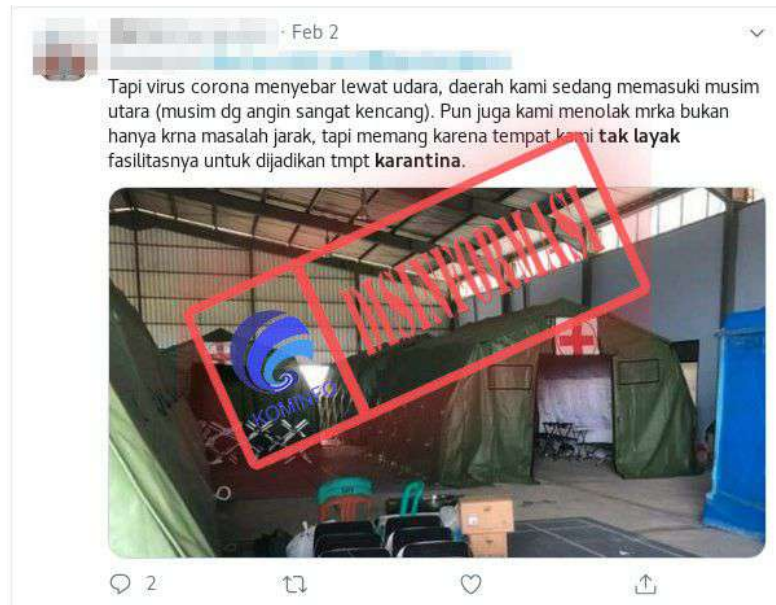 · Feb 2
Tapi virus corona menyebar lewat udara, daerah kami sedang memasuki musim
utara (musim dg angin sangat kencang). Pun juga kami menolak mrka bukan
hanya krna masalah jarak, tapi memang karena tempat kami tak layak
fasilitasnya untuk dijadikan tmpt karantina.
DISINFORMASI
KOMINFO
2